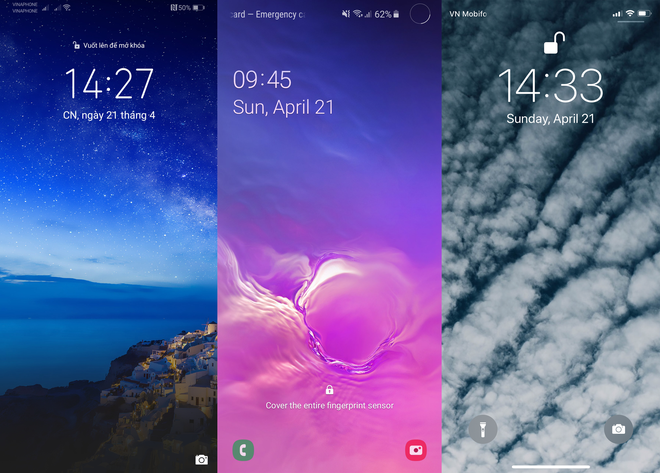 VINAPHONE
VINAPHONE
50%
Vuốt lên để mở khóa
14:27
CN, ngày 21 tháng 4
card — Emergency c
62%
09:45
Sun, April 21
Cover the entire fingerprint sensor
VN Mobifo
14:33
Sunday, April 21